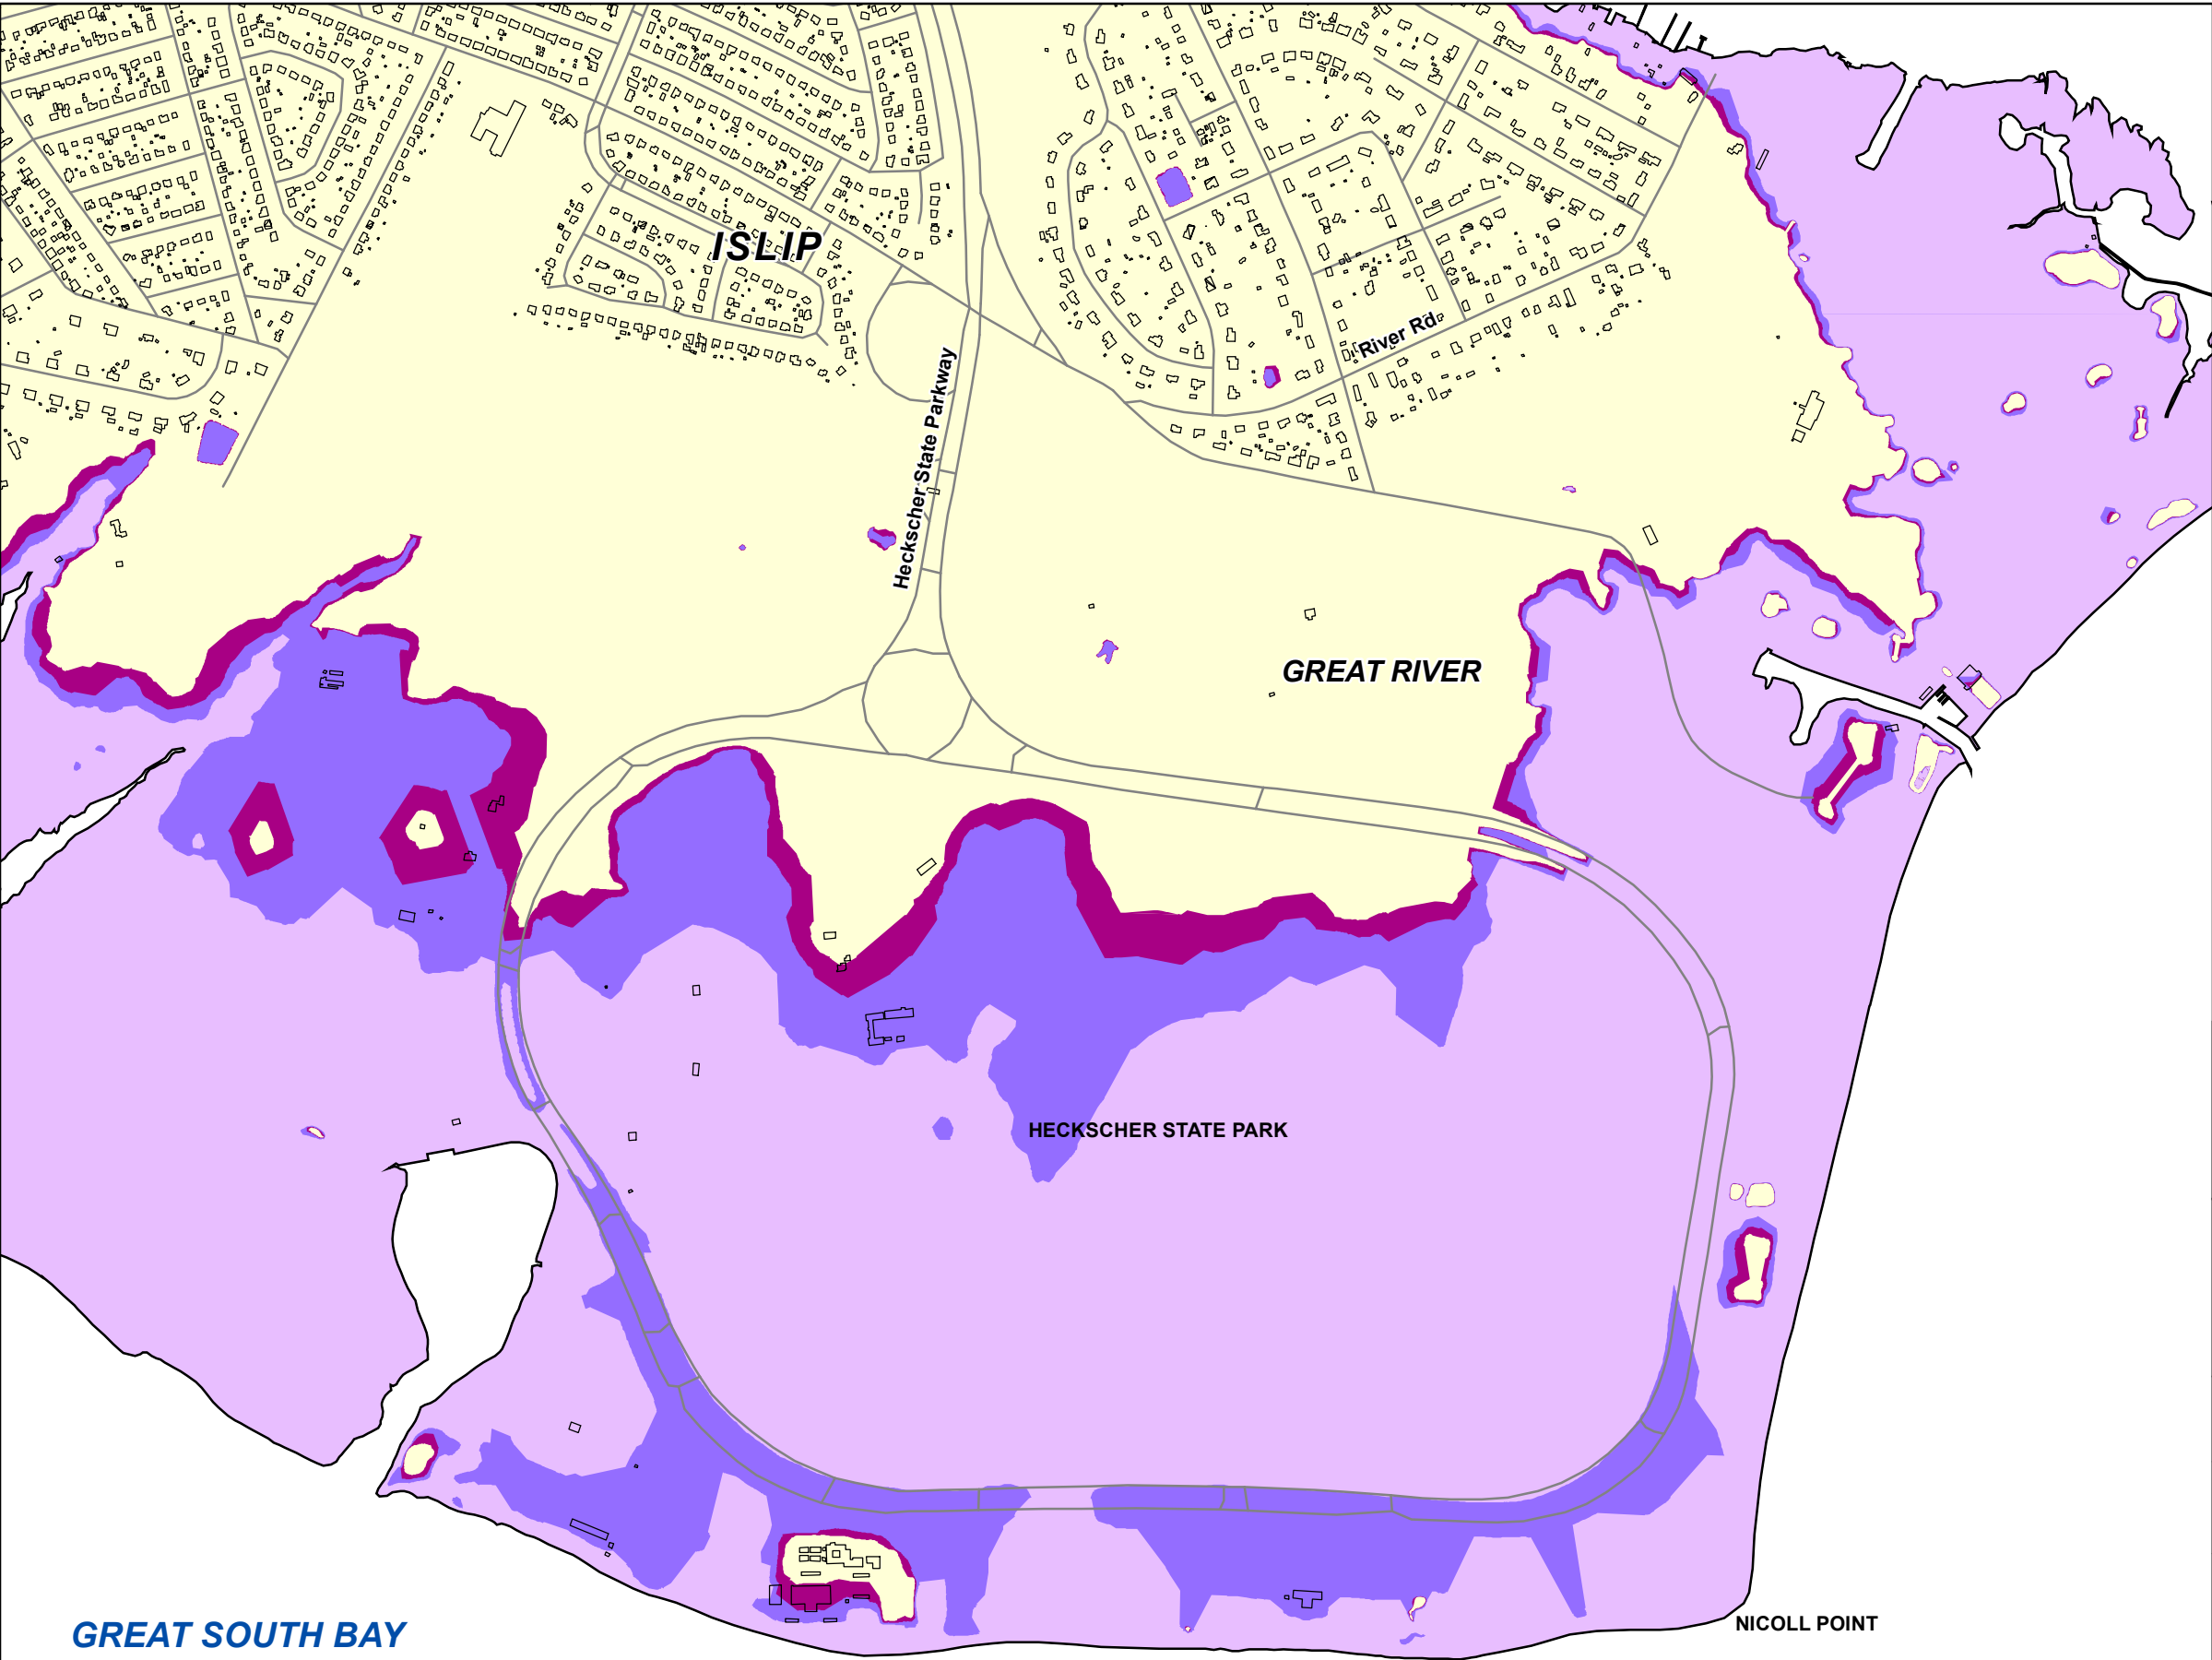 ISLIP
River Rd
Heckscher State Parkway
GREAT RIVER
HECKSCHER STATE PARK
NICOLL POINT
GREAT SOUTH BAY